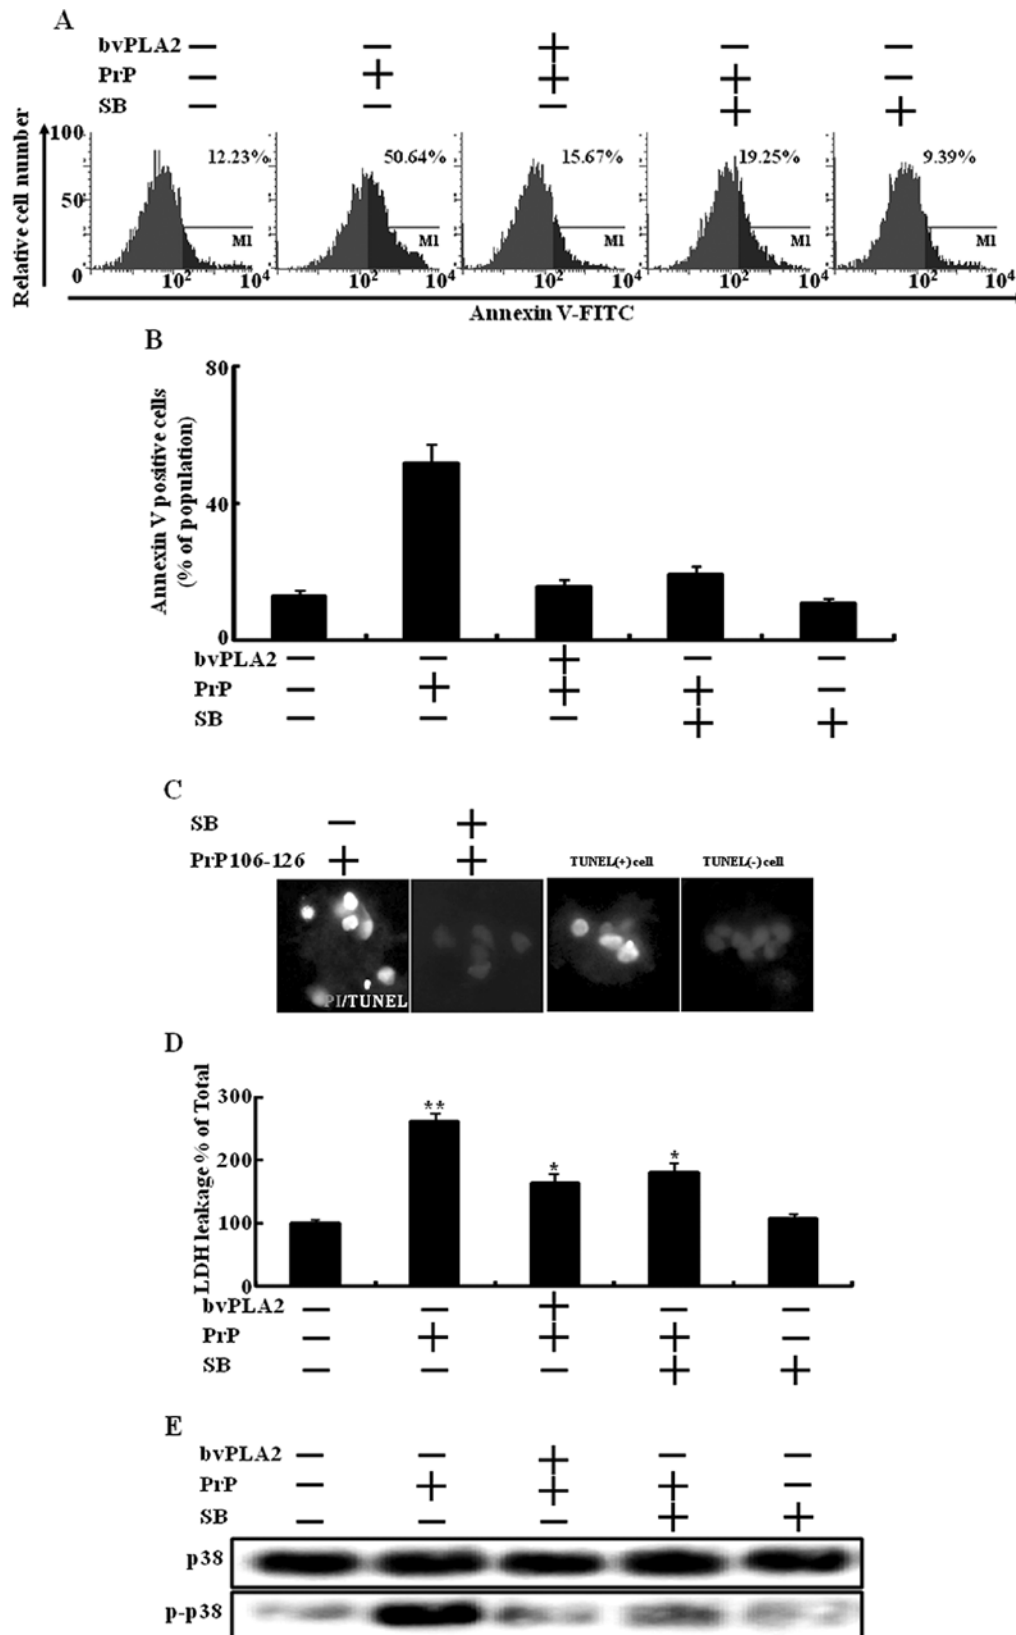 A
bvPLA2 — — + — —
PrP — + + + —
SB — — — + +
Relative cell number
100
50
0
12.23% 50.64% 15.67% 19.25% 9.39%
M1 M1 M1 M1 M1
10² 10⁴ 10² 10⁴ 10² 10⁴ 10² 10⁴ 10² 10⁴
Annexin V-FITC
B
Annexin V positive cells
(% of population)
80
40
0
bvPLA2 — — + — —
PrP — + + + —
SB — — — + +
C
SB — +
PrP106-126 + + TUNEL(+) cell TUNEL(-) cell
PI/TUNEL
D
LDH leakage % of Total
300
200
100
0
** * *
bvPLA2 — — + — —
PrP — + + + —
SB — — — + +
E
bvPLA2 — — + — —
PrP — + + + —
SB — — — + +
p38
p-p38